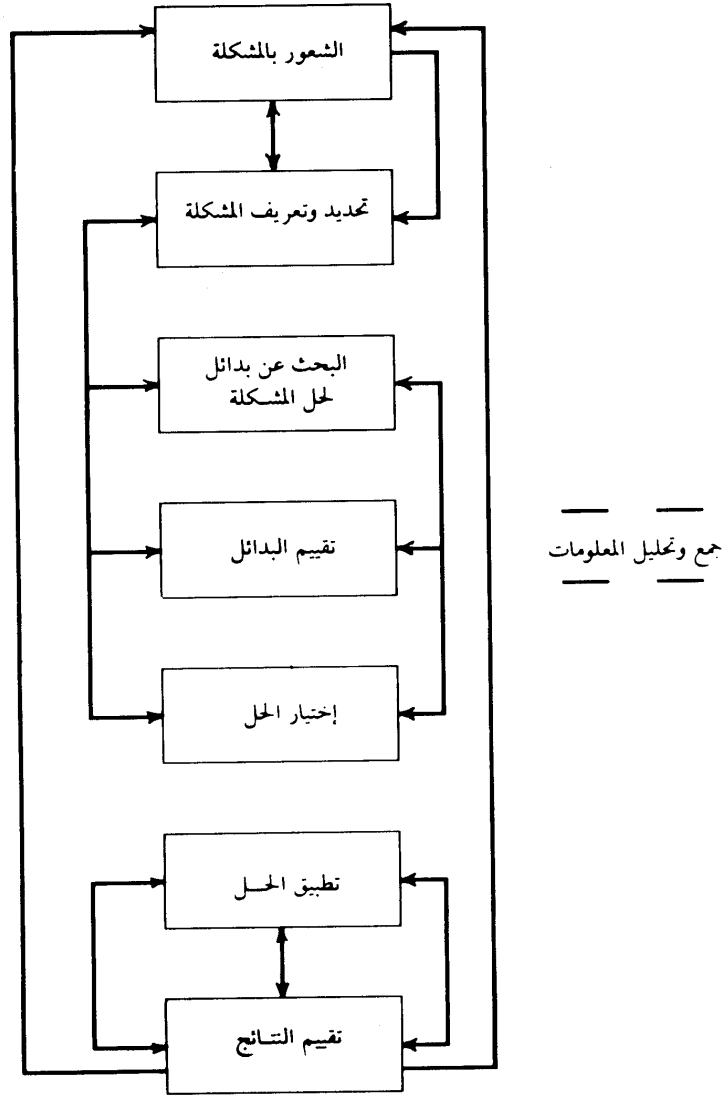 الشعور بالمشكلة
تحديد وتعريف المشكلة
البحث عن بدائل
لحل المشكلة
تقييم البدائل
جمع وتحليل المعلومات
إختيار الحل
تطبيق الحل
تقييم النتائج